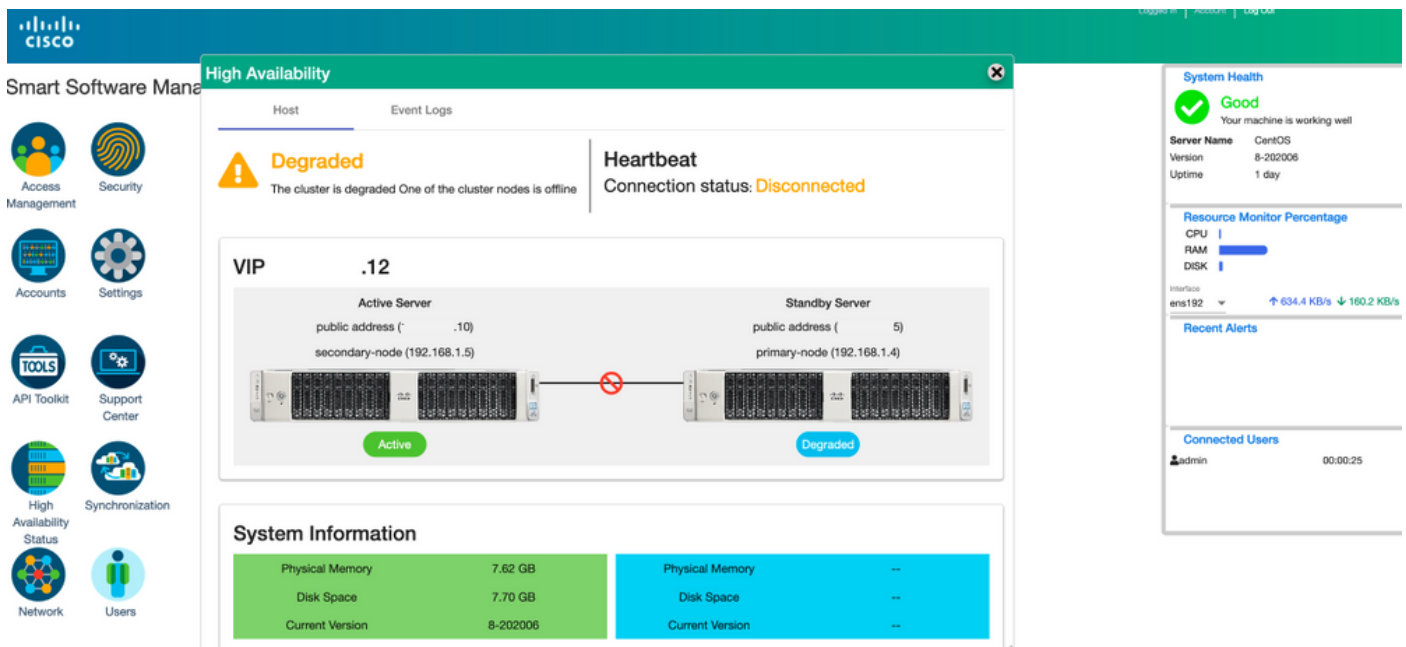 Logged In | Account | Log Out
CISCO
Smart Software Mana
Access Management
Security
Accounts
Settings
TOOLS
API Toolkit
Support Center
High Availability Status
Synchronization
Network
Users
High Availability
Host
Event Logs
Degraded
The cluster is degraded One of the cluster nodes is offline
Heartbeat
Connection status: Disconnected
VIP .12
Active Server
public address ( .10)
secondary-node (192.168.1.5)
Active
Standby Server
public address ( 5)
primary-node (192.168.1.4)
Degraded
System Information
Physical Memory 7.62 GB
Disk Space 7.70 GB
Current Version 8-202006
Physical Memory --
Disk Space --
Current Version --
System Health
Good
Your machine is working well
Server Name CentOS
Version 8-202006
Uptime 1 day
Resource Monitor Percentage
CPU
RAM
DISK
Interface
ens192 634.4 KB/s 160.2 KB/s
Recent Alerts
Connected Users
admin 00:00:25